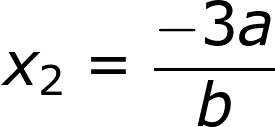 x₂ = −3a / b